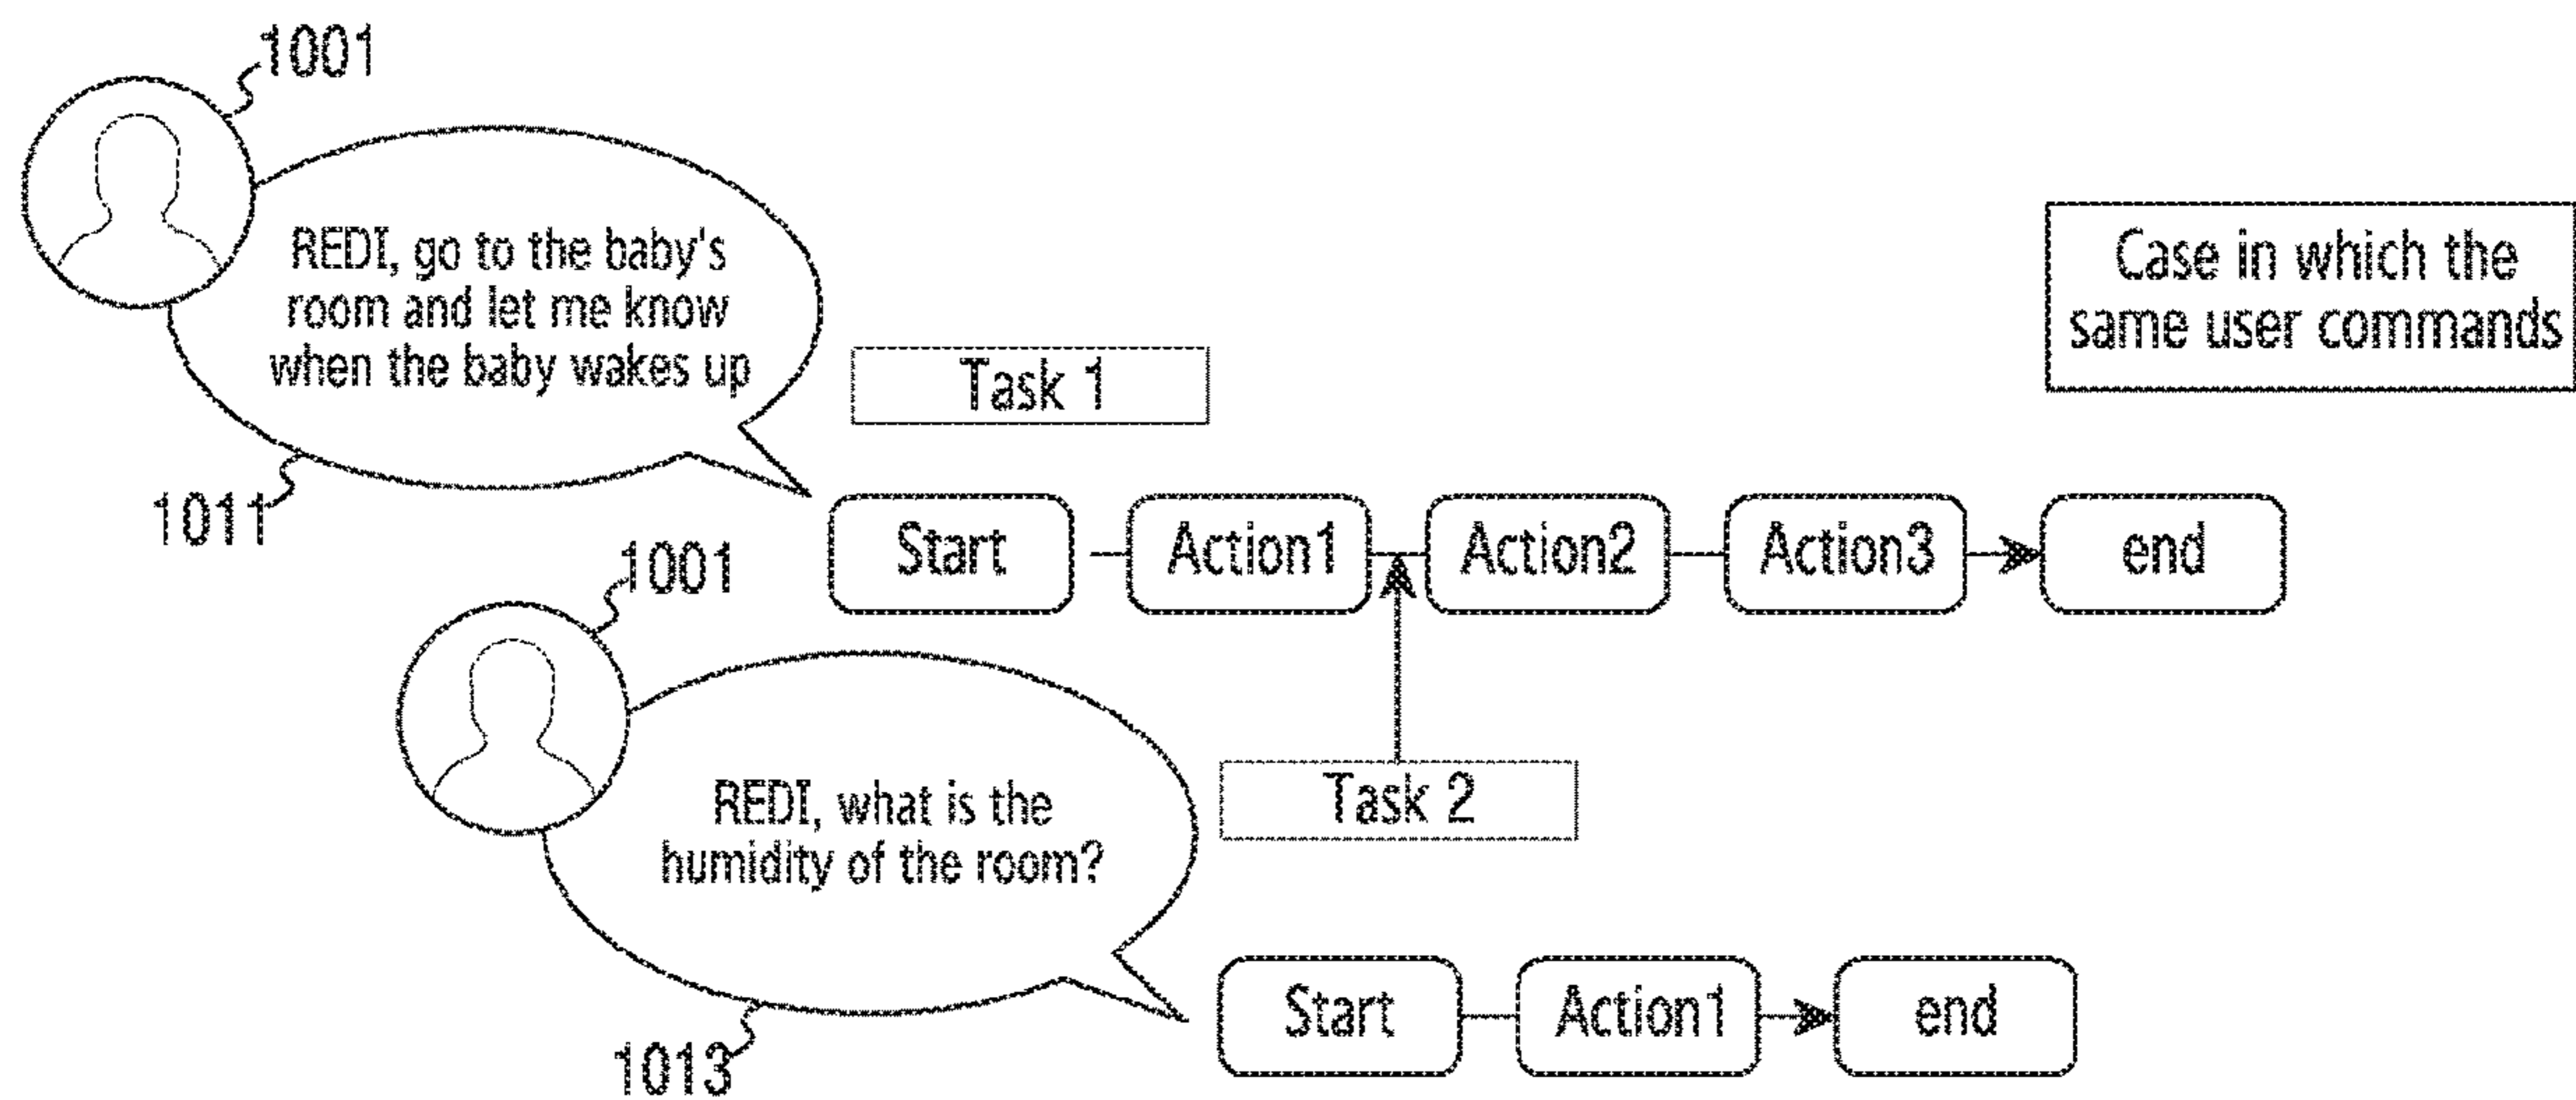 1001
REDI, go to the baby's
room and let me know
when the baby wakes up
1011
Case in which the
same user commands
Task 1
Start
Action1
Action2
Action3
end
1001
REDI, what is the
humidity of the room?
1013
Task 2
Start
Action1
end